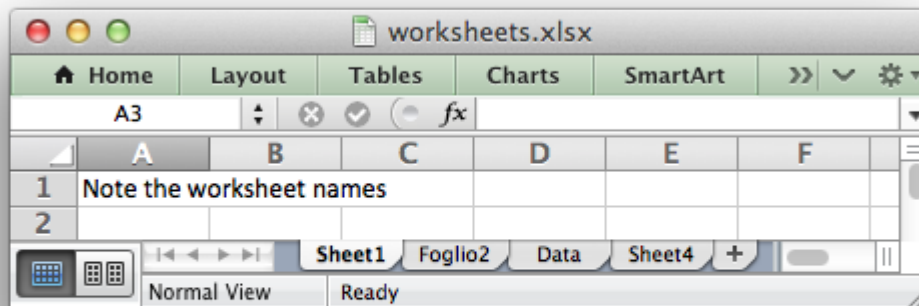 worksheets.xlsx
Home Layout Tables Charts SmartArt
A3 fx
A B C D E F
1 Note the worksheet names
2
Sheet1 Foglio2 Data Sheet4 +
Normal View Ready